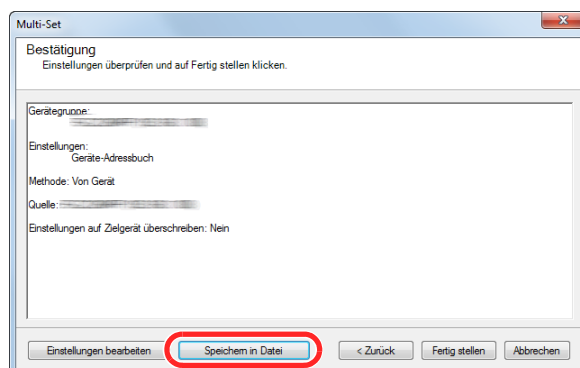 Multi-Set
Bestätigung
Einstellungen überprüfen und auf Fertig stellen klicken.
Gerätegruppe:
Einstellungen:
Geräte-Adressbuch
Methode: Von Gerät
Quelle:
Einstellungen auf Zielgerät überschreiben: Nein
Einstellungen bearbeiten
Speichern in Datei
< Zurück
Fertig stellen
Abbrechen